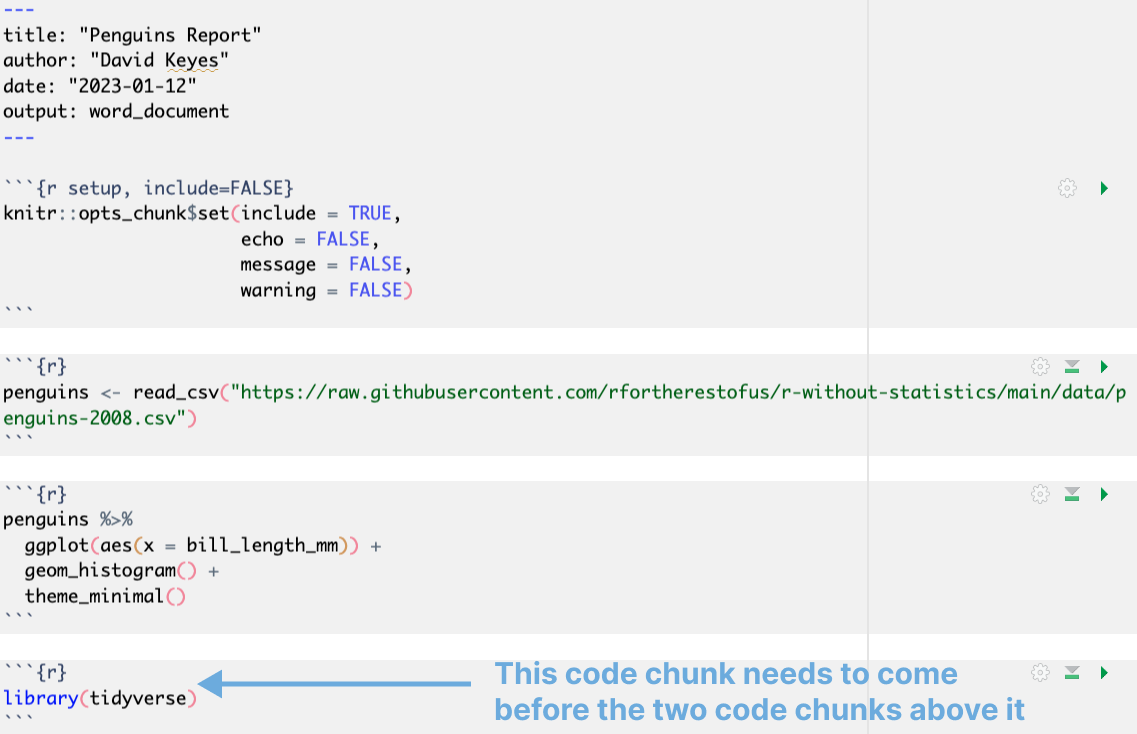 ---
title: "Penguins Report"
author: "David Keyes"
date: "2023-01-12"
output: word_document
---
```{r setup, include=FALSE}
knitr::opts_chunk$set(include = TRUE,
                      echo = FALSE,
                      message = FALSE,
                      warning = FALSE)
```
```{r}
penguins <- read_csv("https://raw.githubusercontent.com/rfortherestofus/r-without-statistics/main/data/p
enguins-2008.csv")
```
```{r}
penguins %>%
  ggplot(aes(x = bill_length_mm)) +
  geom_histogram() +
  theme_minimal()
```
```{r}
library(tidyverse)
```
This code chunk needs to come
before the two code chunks above it